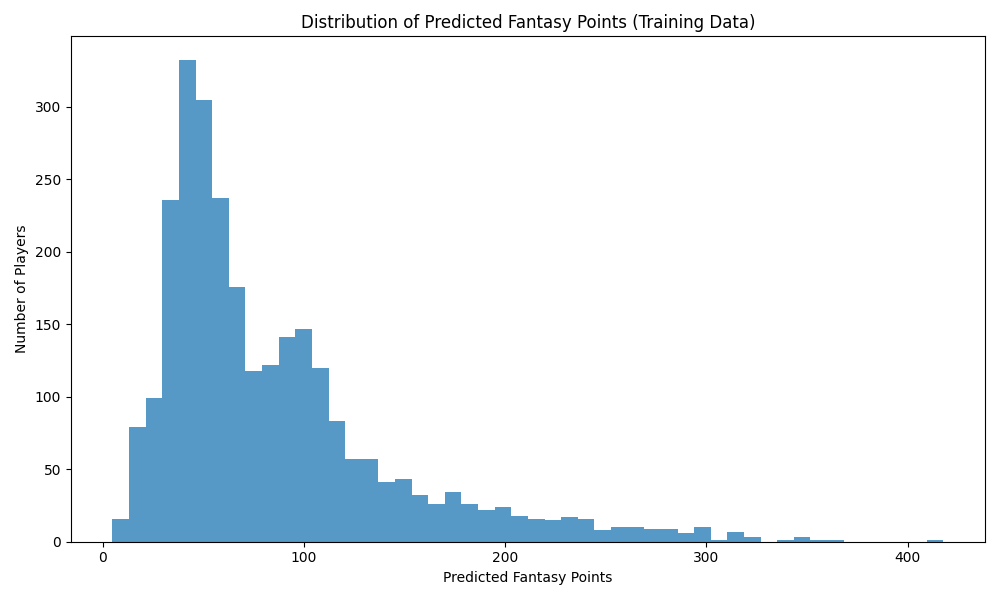 Distribution of Predicted Fantasy Points (Training Data)
Number of Players
300
250
200
150
100
50
0
0 100 200 300 400
Predicted Fantasy Points